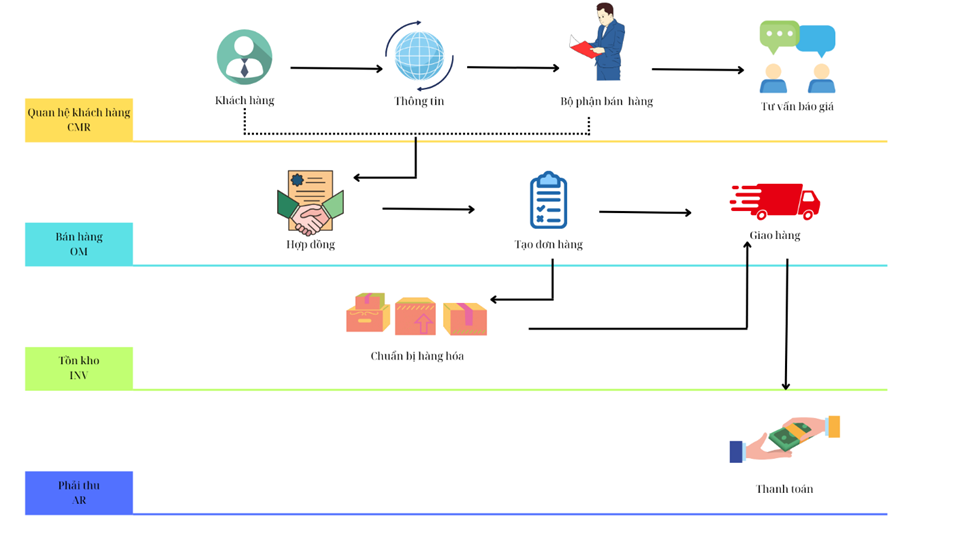 Khách hàng
Thông tin
Bộ phận bán hàng
Tư vấn báo giá
Quan hệ khách hàng
CMR
Hợp đồng
Tạo đơn hàng
Giao hàng
Bán hàng
OM
Chuẩn bị hàng hóa
Tồn kho
INV
Thanh toán
Phải thu
AR